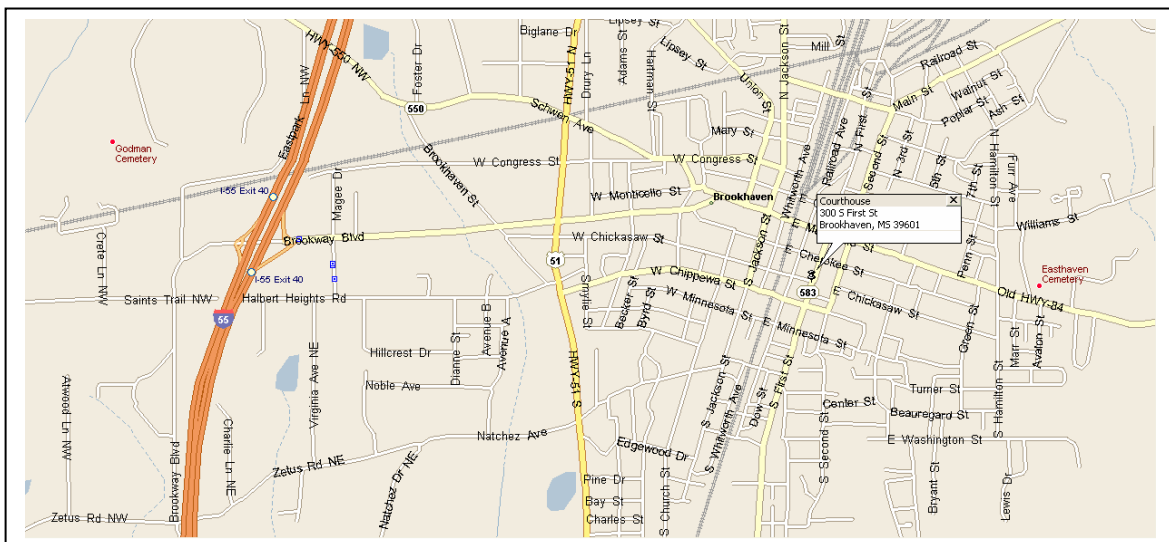 HWY-550 NW
Eastpark Ln NW
Foster Dr
550
Biglane Dr
HWY-51 N
Drury Ln
Lipsey St
Adams St
Hartman St
Lipsey St
Union St
N Jackson St
Mill St
Railroad St
Main St
Walnut St
Poplar St
Ash St
Godman
Cemetery
Schwen Ave
Mary St
Railroad Ave
N First St
Second St
N 3rd St
5th St
7th St
N Hamilton St
Furr Ave
W Congress St
W Congress St
Whitworth Ave
Magee Dr
Brookhaven St
I-55 Exit 40
W Monticello St
Brookhaven
Courthouse
300 S First St
Brookhaven, MS 39601
Williams St
Crete Ln NW
Brookway Blvd
W Chickasaw St
S Jackson St
Cherokee St
Penn St
Easthaven
Cemetery
51
I-55 Exit 40
W Chippewa St
583
Old HWY-84
Saints Trail NW
Halbert Heights Rd
55
Smylie St
Becker St
Byrd St
W Minnesota St
E Minnesota St
E Chickasaw St
Green St
Marr St
Avalon St
Avenue B
Avenue A
Dianne St
Hillcrest Dr
Noble Ave
Virginia Ave NE
HWY-51 S
S Jackson St
S Whitworth Ave
Dow St
S First St
Turner St
Center St
Beauregard St
S Hamilton St
Atwood Ln NW
Charlie Ln NE
Natchez Ave
Edgewood Dr
S Second St
E Washington St
Zetus Rd NE
Natchez Dr NE
Brookway Blvd
Zetus Rd NW
Pine Dr
Bay St
Charles St
S Church St
Bryant St
Lewis Dr